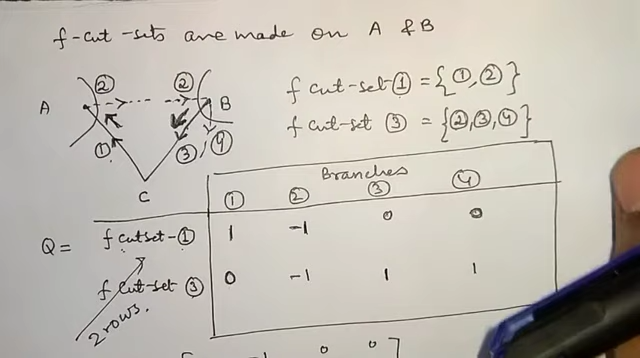 f-cut-sets are made on A & B
② ②
A B
f cut-set-① = {①,②}
f cut-set ③ = {②,③,④}
① ③, ④
C
Branches
① ② ③ ④
Q = f cutset-① 1 -1 0 0
f cut-set ③ 0 -1 1 1
2 rows.
0 0